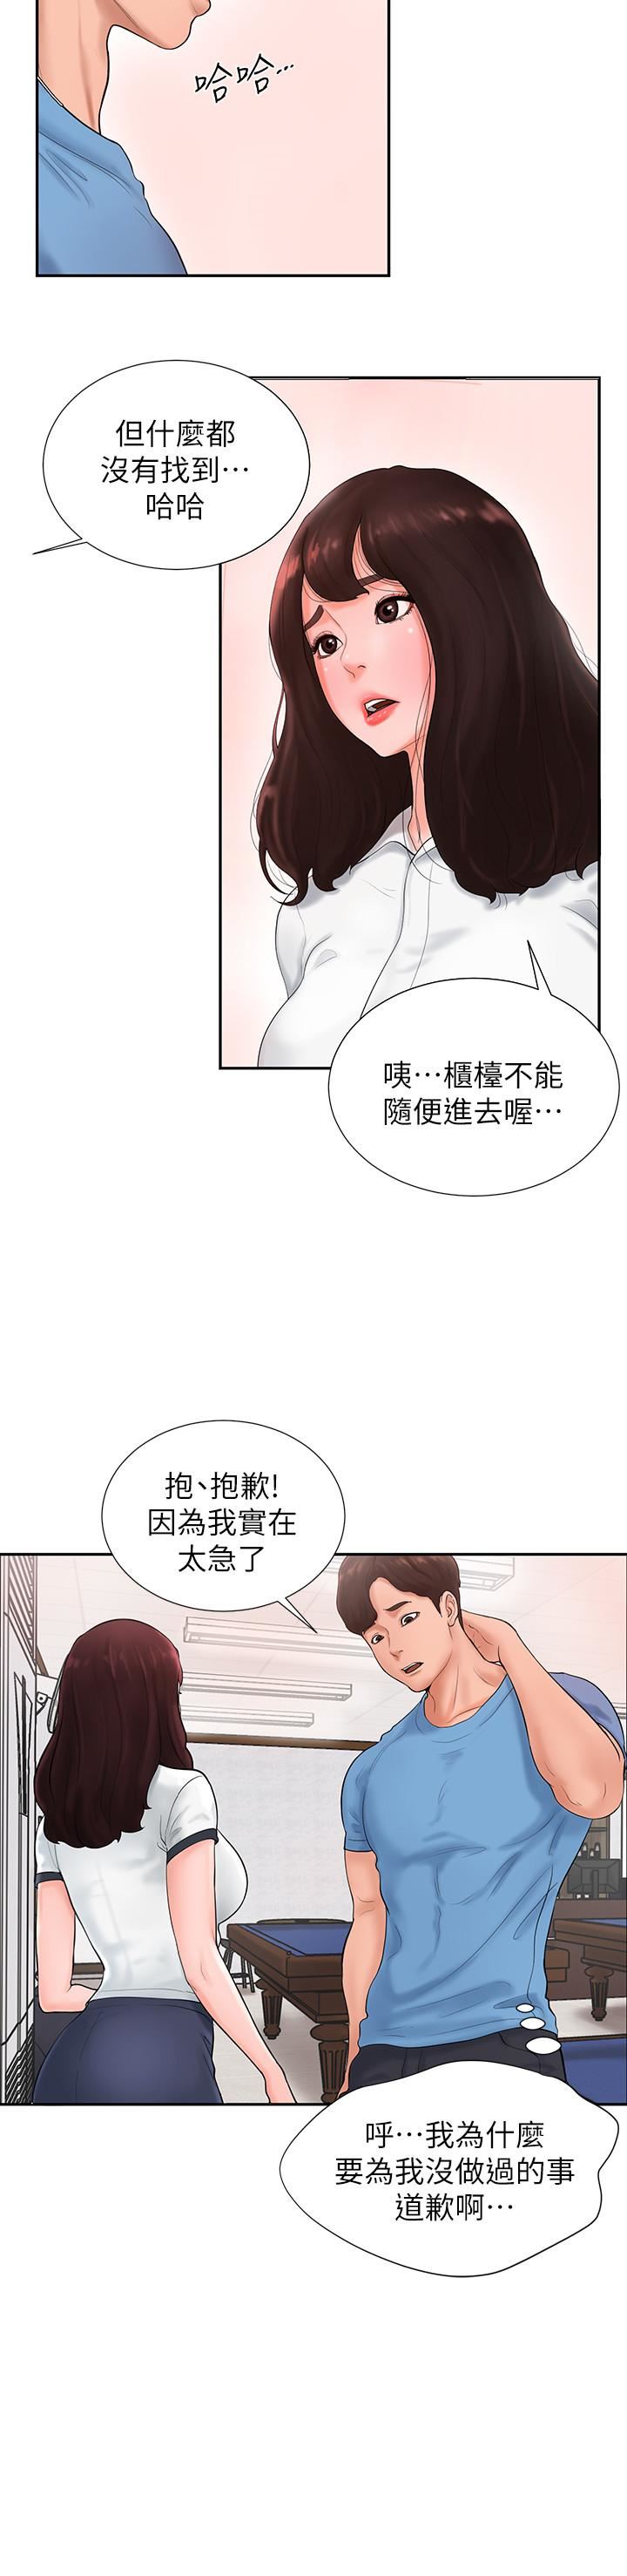 哈哈…
但什麼都
沒有找到…
哈哈
咦…櫃檯不能
隨便進去喔…
抱、抱歉!
因為我實在
太急了
呼…我為什麼
要為我沒做過的事
道歉啊…